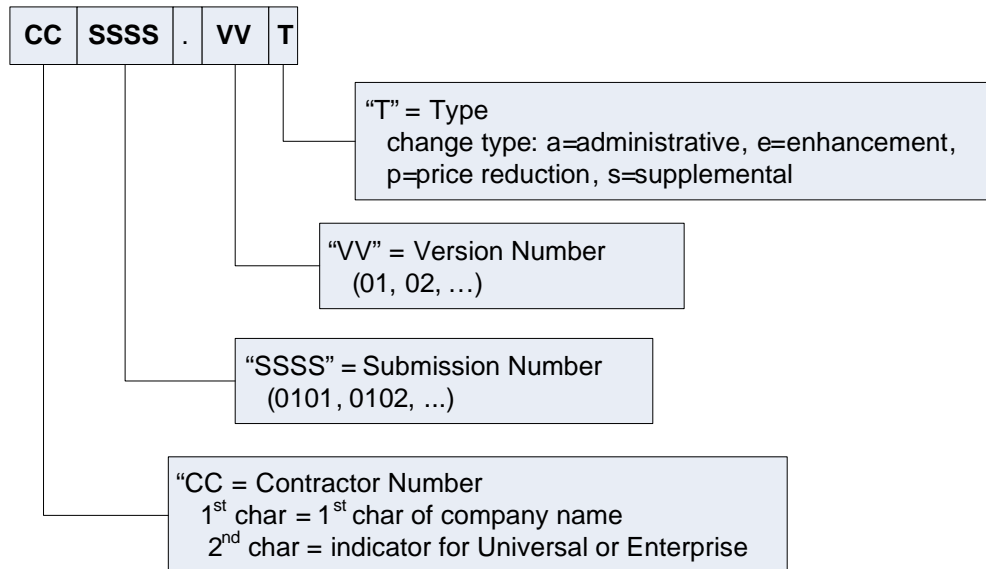 CC SSSS . VV T
“T” = Type
change type: a=administrative, e=enhancement,
p=price reduction, s=supplemental
“VV” = Version Number
(01, 02, …)
“SSSS” = Submission Number
(0101, 0102, ...)
“CC = Contractor Number
1st char = 1st char of company name
2nd char = indicator for Universal or Enterprise